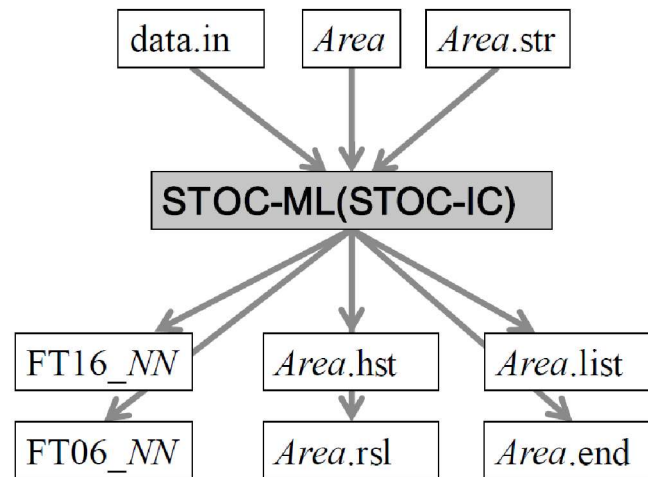 data.in
Area
Area.str
STOC-ML(STOC-IC)
FT16_NN
Area.hst
Area.list
FT06_NN
Area.rsl
Area.end